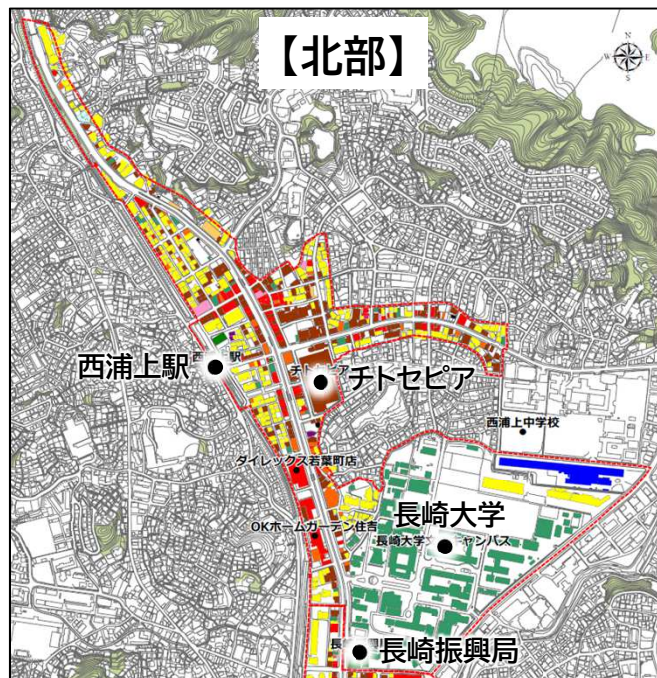 【北部】
N
W
E
S
西浦上駅
チトセピア
西浦上中学校
ダイレックス若葉町店
長崎大学
OKホームガーデン住吉
長崎大学
ャンパス
長崎振興局